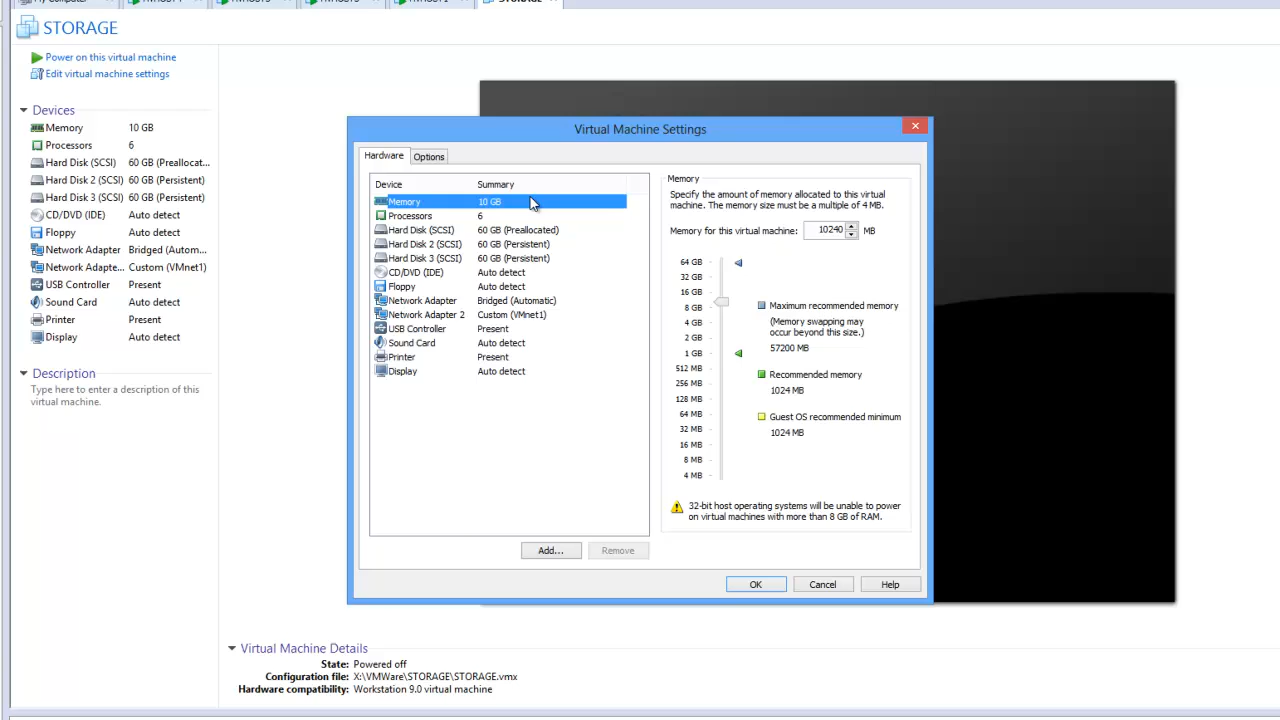 My Computer
STORAGE
STORAGE
Power on this virtual machine
Edit virtual machine settings
Devices
Memory 10 GB
Processors 6
Hard Disk (SCSI) 60 GB (Preallocat...
Hard Disk 2 (SCSI) 60 GB (Persistent)
Hard Disk 3 (SCSI) 60 GB (Persistent)
CD/DVD (IDE) Auto detect
Floppy Auto detect
Network Adapter Bridged (Autom...
Network Adapte... Custom (VMnet1)
USB Controller Present
Sound Card Auto detect
Printer Present
Display Auto detect
Description
Type here to enter a description of this
virtual machine.
Virtual Machine Settings
Hardware Options
Device Summary
Memory 10 GB
Processors 6
Hard Disk (SCSI) 60 GB (Preallocated)
Hard Disk 2 (SCSI) 60 GB (Persistent)
Hard Disk 3 (SCSI) 60 GB (Persistent)
CD/DVD (IDE) Auto detect
Floppy Auto detect
Network Adapter Bridged (Automatic)
Network Adapter 2 Custom (VMnet1)
USB Controller Present
Sound Card Auto detect
Printer Present
Display Auto detect
Add... Remove
Memory
Specify the amount of memory allocated to this virtual
machine. The memory size must be a multiple of 4 MB.
Memory for this virtual machine: 10240 MB
64 GB
32 GB
16 GB
8 GB
4 GB
2 GB
1 GB
512 MB
256 MB
128 MB
64 MB
32 MB
16 MB
8 MB
4 MB
Maximum recommended memory
(Memory swapping may
occur beyond this size.)
57200 MB
Recommended memory
1024 MB
Guest OS recommended minimum
1024 MB
32-bit host operating systems will be unable to power
on virtual machines with more than 8 GB of RAM.
OK Cancel Help
Virtual Machine Details
State: Powered off
Configuration file: X:\VMWare\STORAGE\STORAGE.vmx
Hardware compatibility: Workstation 9.0 virtual machine